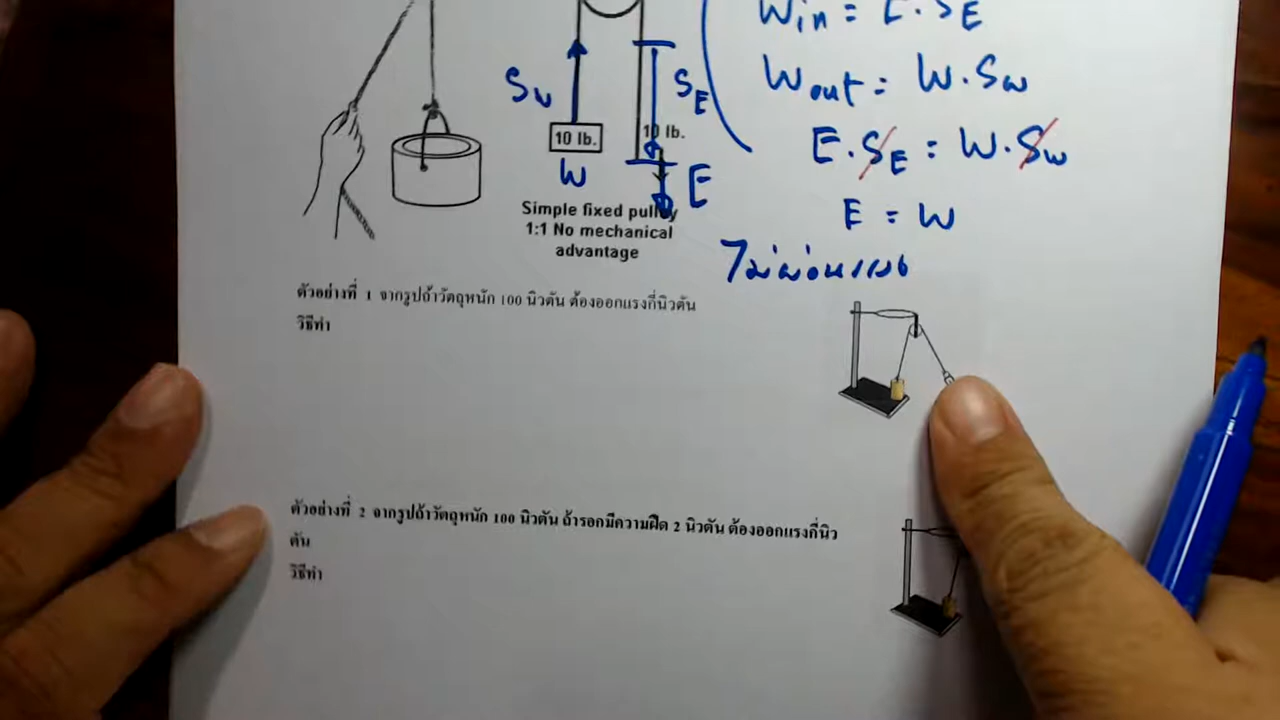 Win = E.SE
Wout = W.Sw
E.SE = W.Sw
E = W
ไม่ผ่อนแรง
Sw
SE
10 lb.
10 lb.
W
E
Simple fixed pulley
1:1 No mechanical
advantage
ตัวอย่างที่ 1 จากรูปถ้าวัตถุหนัก 100 นิวตัน ต้องออกแรงกี่นิวตัน
วิธีทำ
ตัวอย่างที่ 2 จากรูปถ้าวัตถุหนัก 100 นิวตัน ถ้ารอกมีความฝืด 2 นิวตัน ต้องออกแรงกี่นิว
ตัน
วิธีทำ